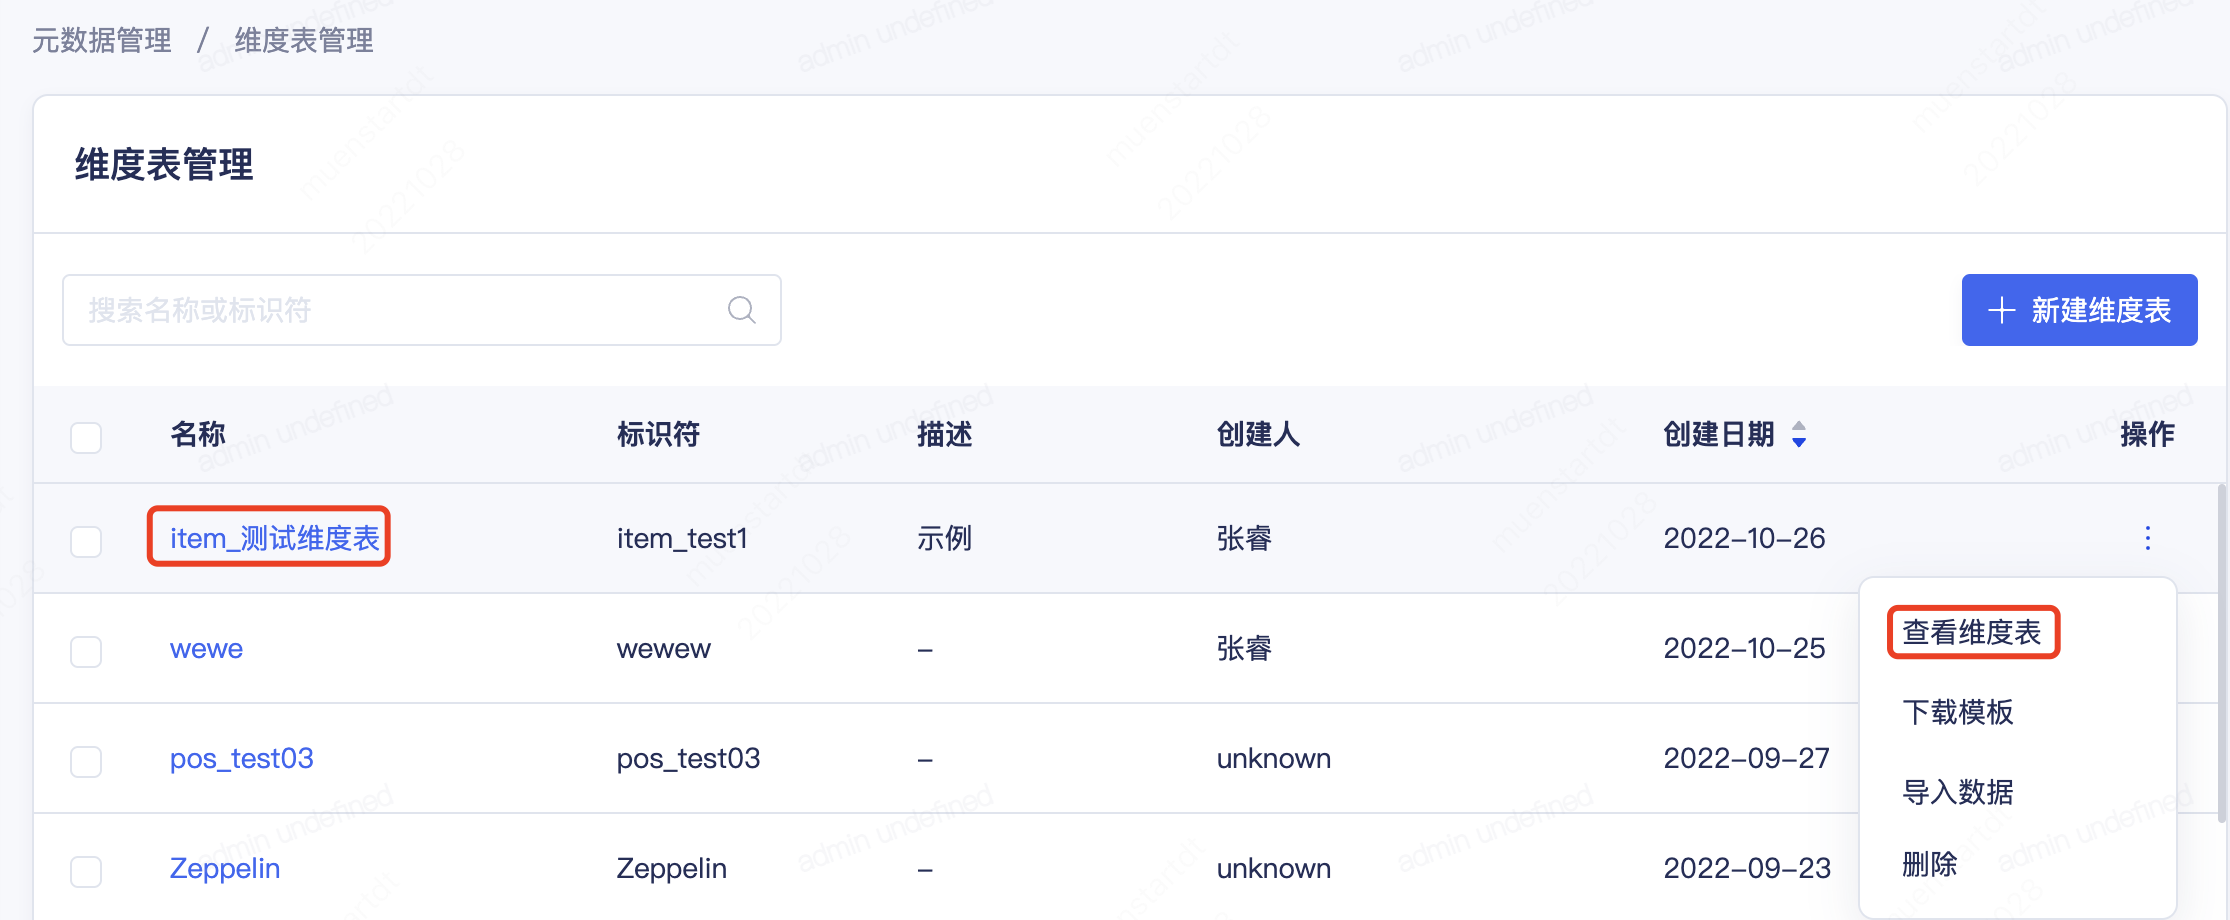 元数据管理 / 维度表管理
维度表管理
搜索名称或标识符
新建维度表
名称 标识符 描述 创建人 创建日期 操作
item_测试维度表 item_test1 示例 张睿 2022-10-26
wewe wewew – 张睿 2022-10-25
查看维度表
下载模板
pos_test03 pos_test03 – unknown 2022-09-27
导入数据
Zeppelin Zeppelin – unknown 2022-09-23
删除
admin undefined
muenstartdt
20221028